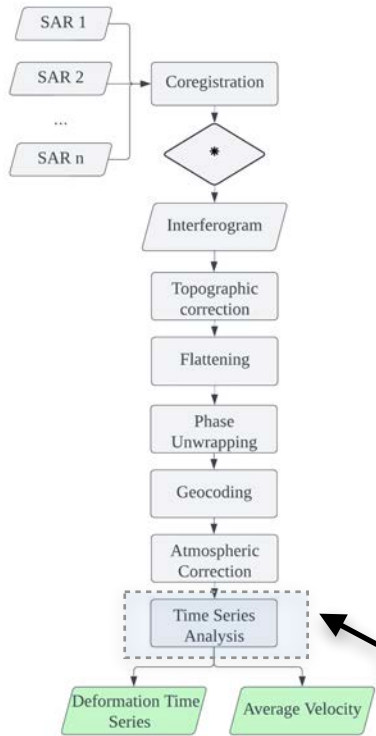 SAR 1
SAR 2
...
SAR n
Coregistration
*
Interferogram
Topographic
correction
Flattening
Phase
Unwrapping
Geocoding
Atmospheric
Correction
Time Series
Analysis
Deformation Time
Series
Average Velocity